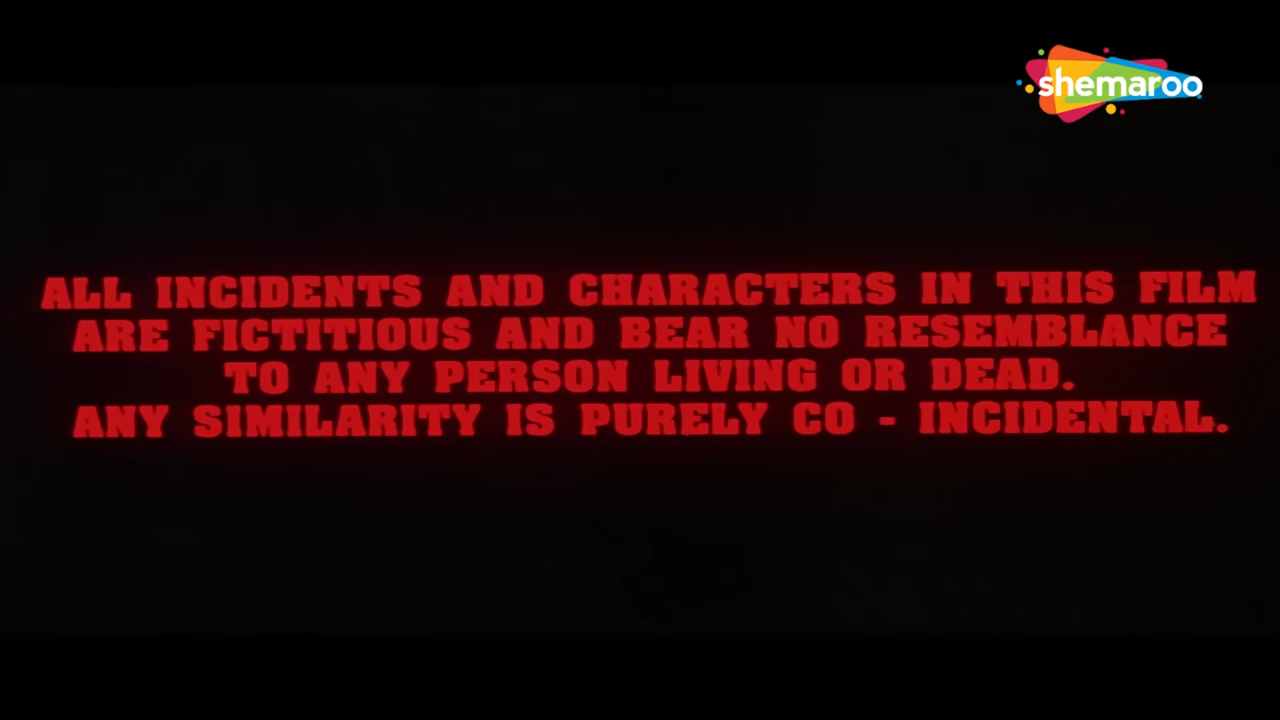 shemaroo
ALL INCIDENTS AND CHARACTERS IN THIS FILM
ARE FICTITIOUS AND BEAR NO RESEMBLANCE
TO ANY PERSON LIVING OR DEAD.
ANY SIMILARITY IS PURELY CO - INCIDENTAL.